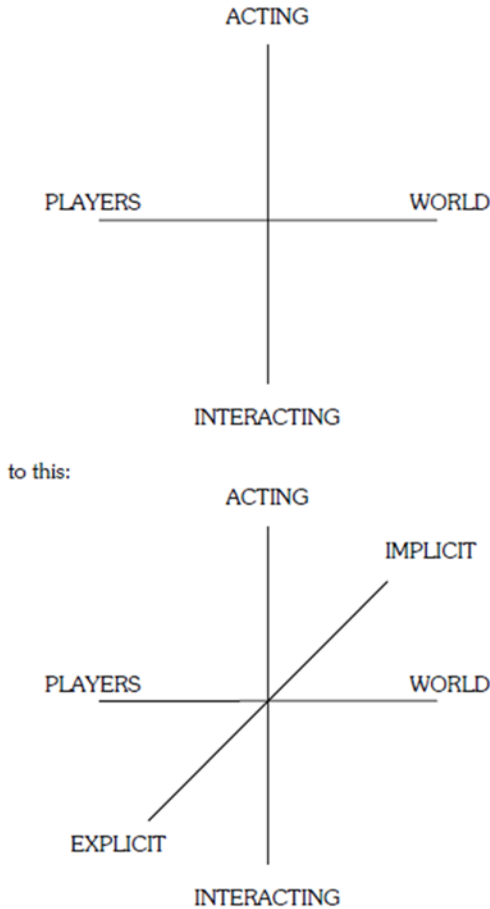 ACTING
PLAYERS WORLD
INTERACTING
to this:
ACTING
IMPLICIT
PLAYERS WORLD
EXPLICIT
INTERACTING